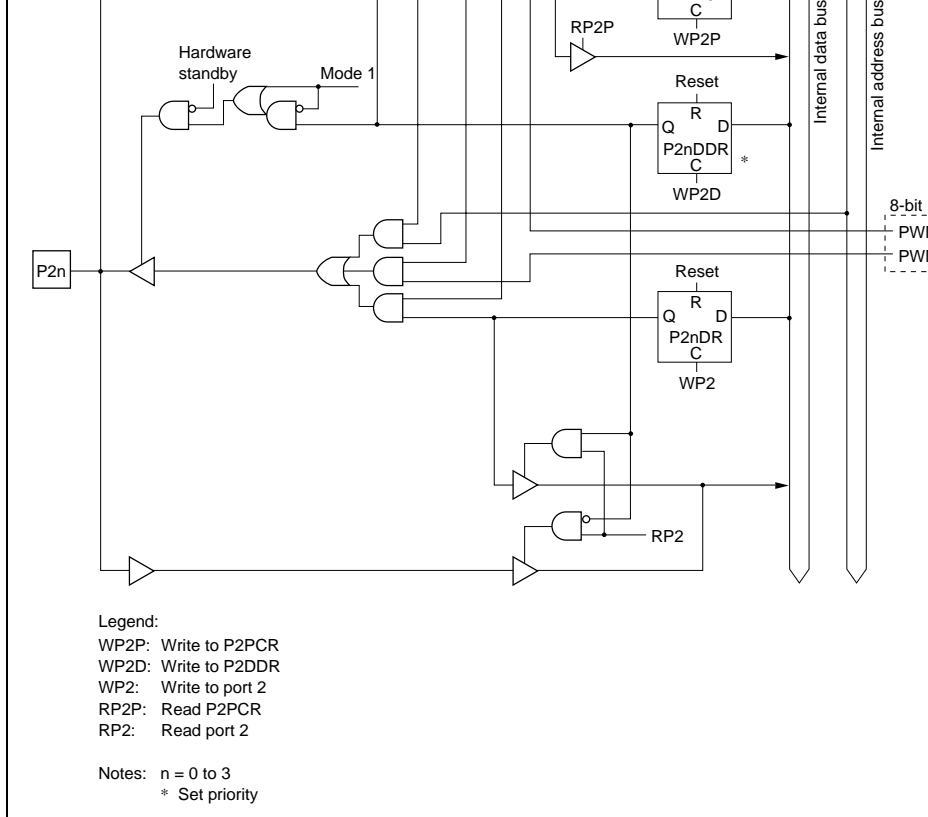 C
WP2P
RP2P
Internal data bus
Internal address bus
Hardware
standby
Mode 1
Reset
R
Q D
P2nDDR
C
*
WP2D
8-bit
PWM
PWM
P2n
Reset
R
Q D
P2nDR
C
WP2
RP2
Legend:
WP2P: Write to P2PCR
WP2D: Write to P2DDR
WP2: Write to port 2
RP2P: Read P2PCR
RP2: Read port 2
Notes: n = 0 to 3
* Set priority